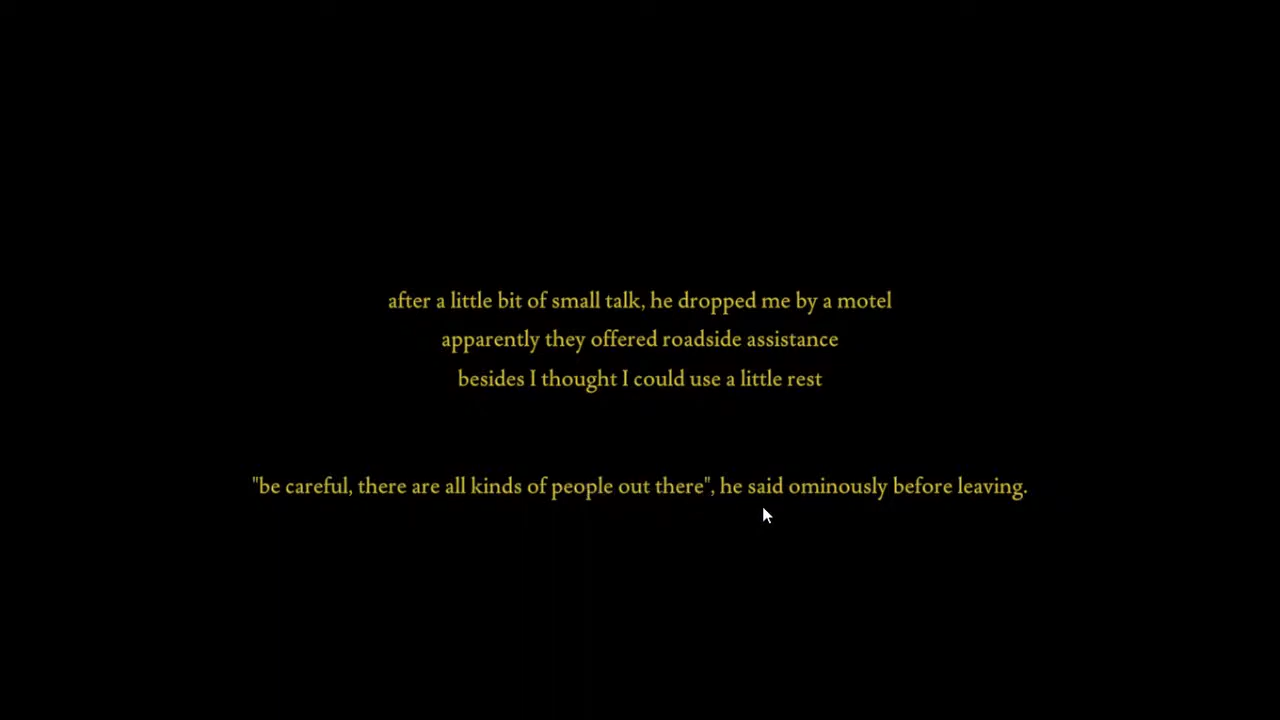 after a little bit of small talk, he dropped me by a motel
apparently they offered roadside assistance
besides I thought I could use a little rest
"be careful, there are all kinds of people out there", he said ominously before leaving.